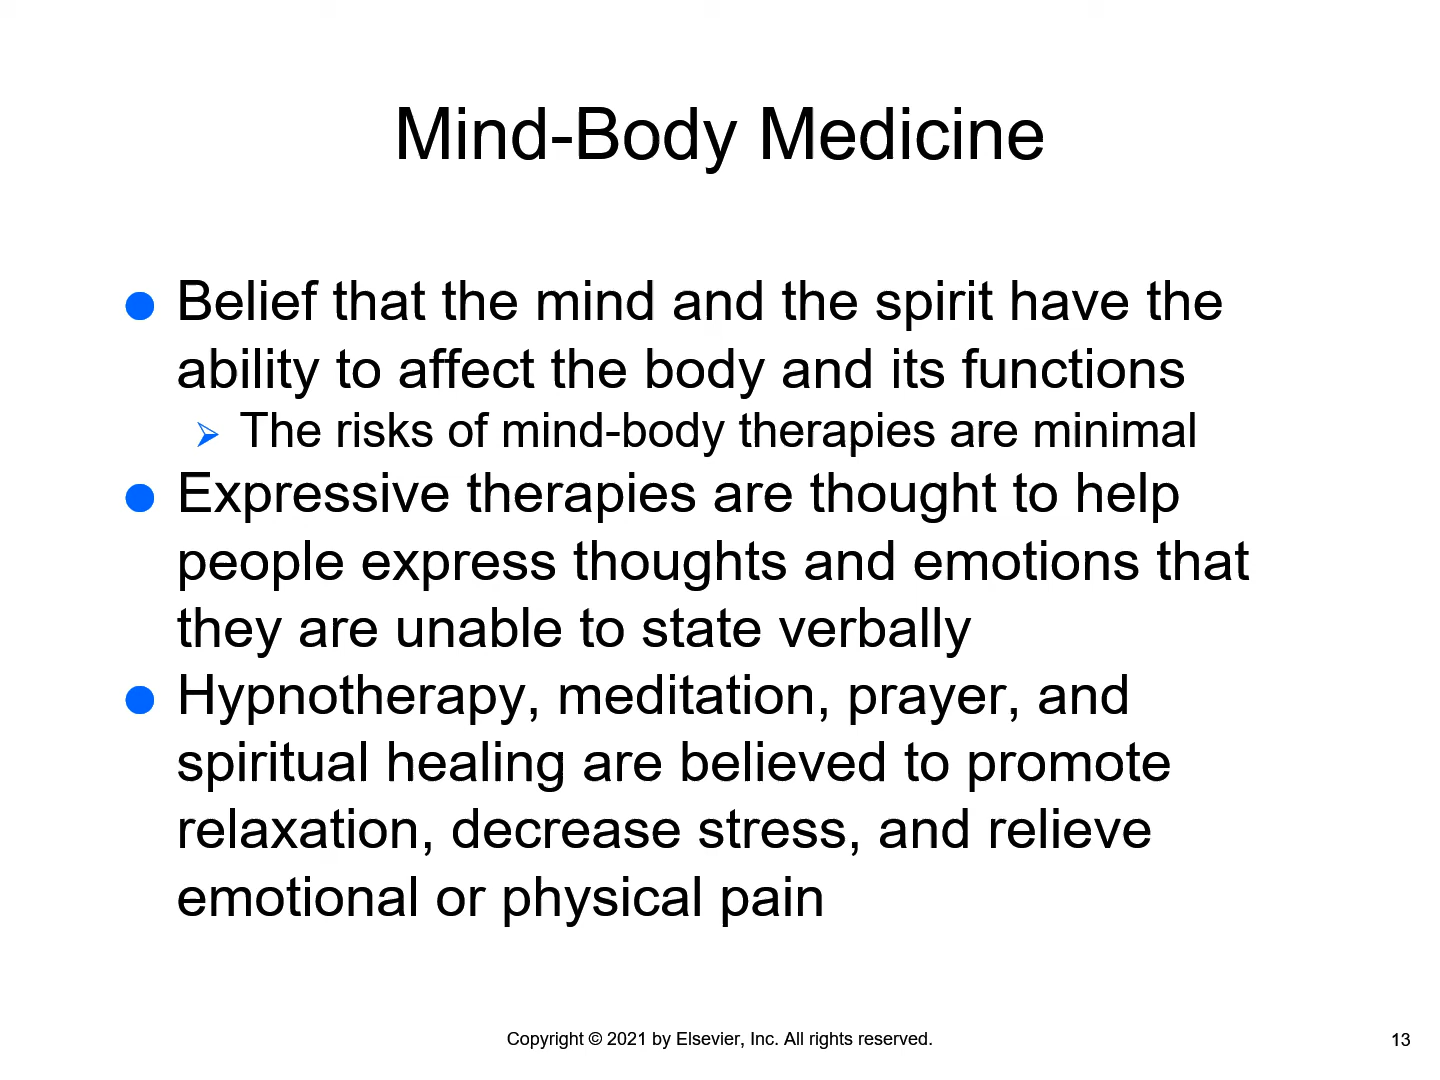 Mind-Body Medicine
Belief that the mind and the spirit have the
ability to affect the body and its functions
The risks of mind-body therapies are minimal
Expressive therapies are thought to help
people express thoughts and emotions that
they are unable to state verbally
Hypnotherapy, meditation, prayer, and
spiritual healing are believed to promote
relaxation, decrease stress, and relieve
emotional or physical pain
Copyright © 2021 by Elsevier, Inc. All rights reserved.
13